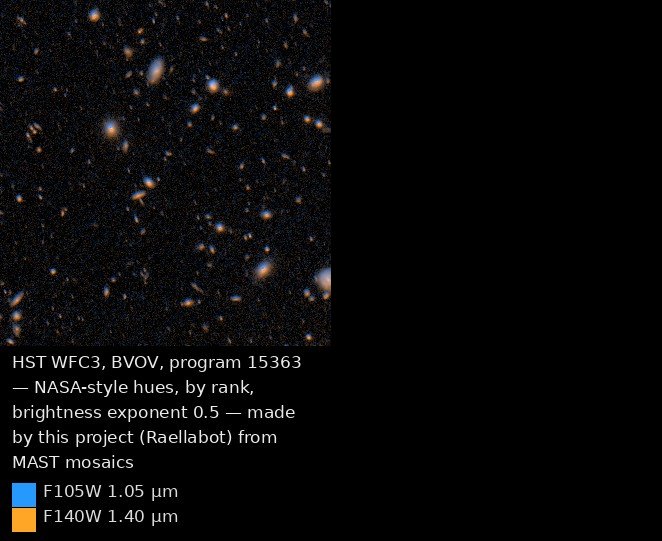 HST WFC3, BVOV, program 15363
— NASA-style hues, by rank,
brightness exponent 0.5 — made
by this project (Raellabot) from
MAST mosaics
F105W 1.05 µm
F140W 1.40 µm